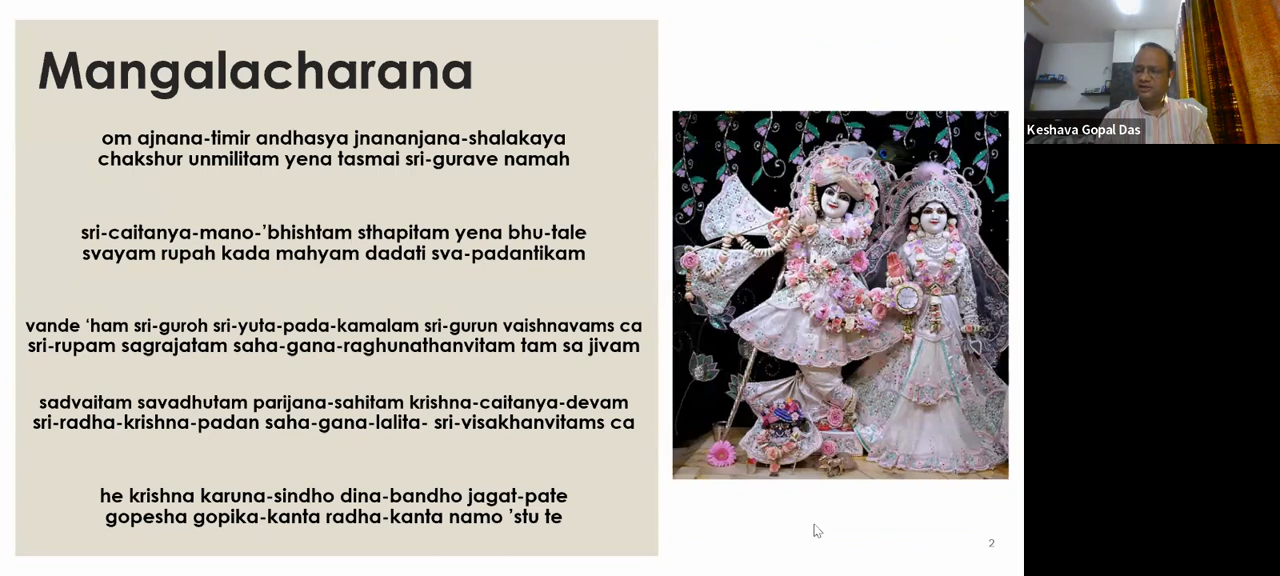 Mangalacharana
om ajnana-timir andhasya jnananjana-shalakaya
chakshur unmilitam yena tasmai sri-gurave namah
sri-caitanya-mano-’bhishtam sthapitam yena bhu-tale
svayam rupah kada mahyam dadati sva-padantikam
vande ‘ham sri-guroh sri-yuta-pada-kamalam sri-gurun vaishnavams ca
sri-rupam sagrajatam saha-gana-raghunathanvitam tam sa jivam
sadvaitam savadhutam parijana-sahitam krishna-caitanya-devam
sri-radha-krishna-padan saha-gana-lalita- sri-visakhanvitams ca
he krishna karuna-sindho dina-bandho jagat-pate
gopesha gopika-kanta radha-kanta namo ’stu te
2
Keshava Gopal Das